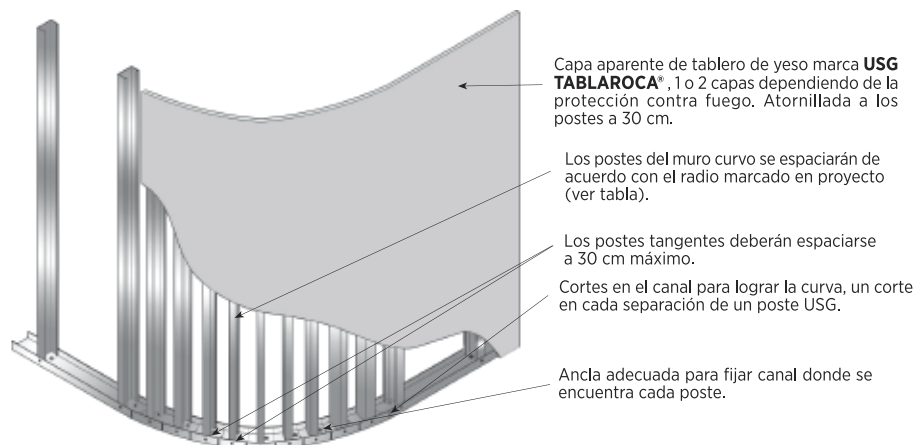 Capa aparente de tablero de yeso marca USG
TABLAROCA®, 1 o 2 capas dependiendo de la
protección contra fuego. Atornillada a los
postes a 30 cm.
Los postes del muro curvo se espaciarán de
acuerdo con el radio marcado en proyecto
(ver tabla).
Los postes tangentes deberán espaciarse
a 30 cm máximo.
Cortes en el canal para lograr la curva, un corte
en cada separación de un poste USG.
Ancla adecuada para fijar canal donde se
encuentra cada poste.